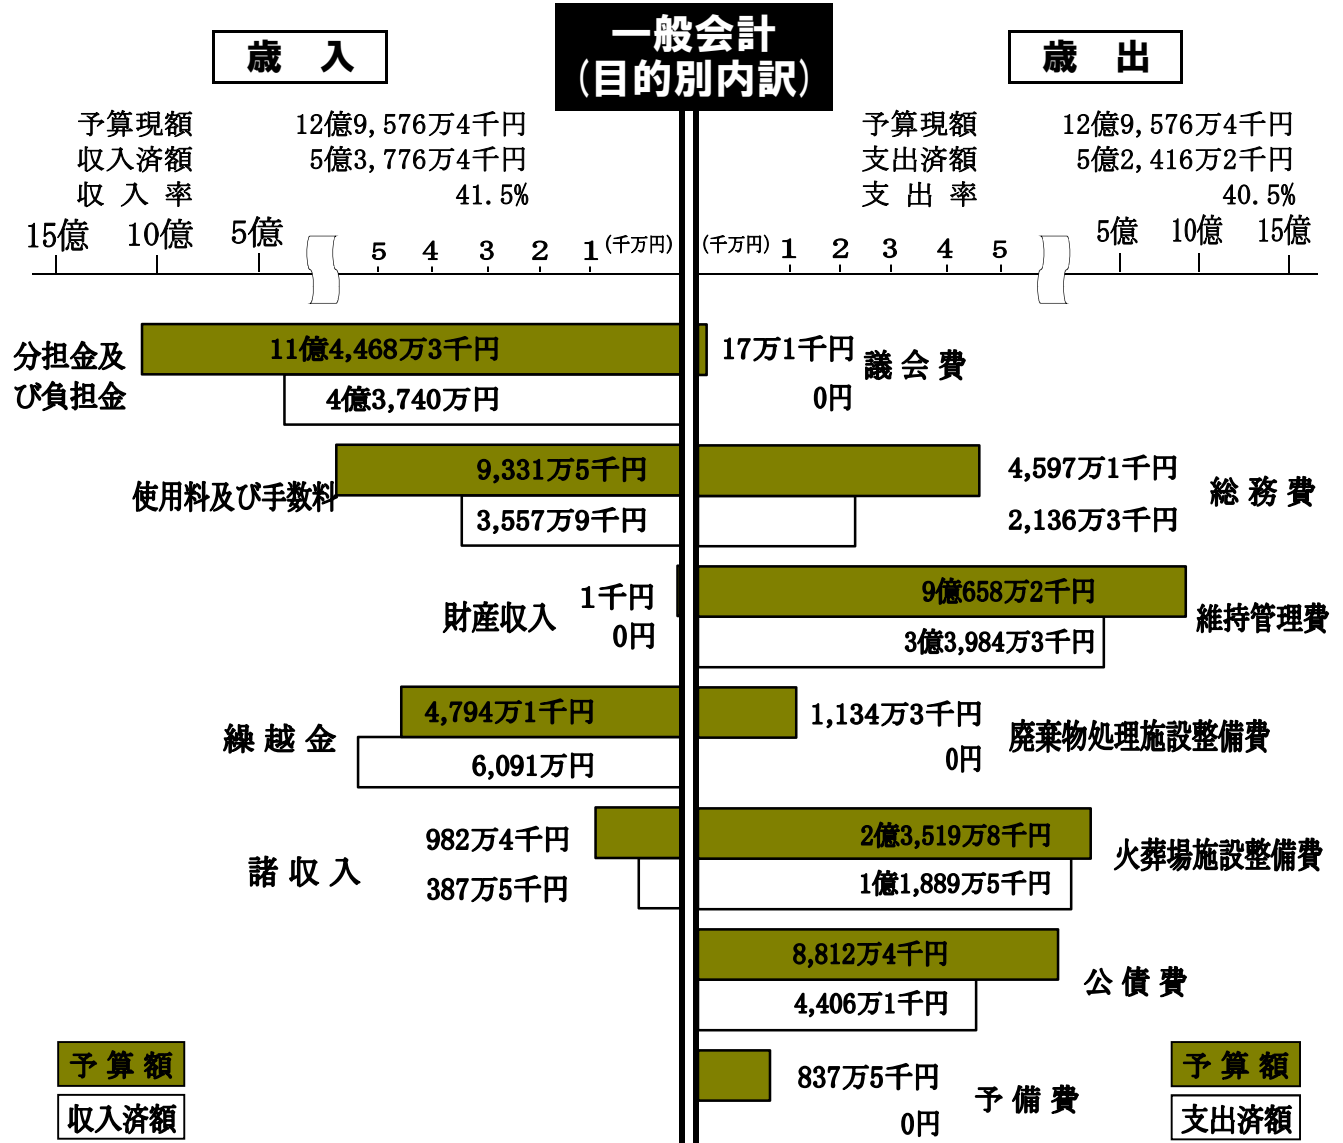 一般会計
(目的別内訳)
歳 入
予算現額 12億9,576万4千円
収入済額 5億3,776万4千円
収 入 率 41.5%
15億 10億 5億 5 4 3 2 1 (千万円)
分担金及
び負担金
11億4,468万3千円
4億3,740万円
使用料及び手数料
9,331万5千円
3,557万9千円
財産収入
1千円
0円
繰越金
4,794万1千円
6,091万円
諸収入
982万4千円
387万5千円
予算額
収入済額
歳 出
予算現額 12億9,576万4千円
支出済額 5億2,416万2千円
支 出 率 40.5%
(千万円) 1 2 3 4 5 5億 10億 15億
17万1千円
0円
議会費
4,597万1千円
2,136万3千円
総務費
9億658万2千円
3億3,984万3千円
維持管理費
1,134万3千円
0円
廃棄物処理施設整備費
2億3,519万8千円
1億1,889万5千円
火葬場施設整備費
8,812万4千円
4,406万1千円
公債費
837万5千円
0円
予備費
予算額
支出済額